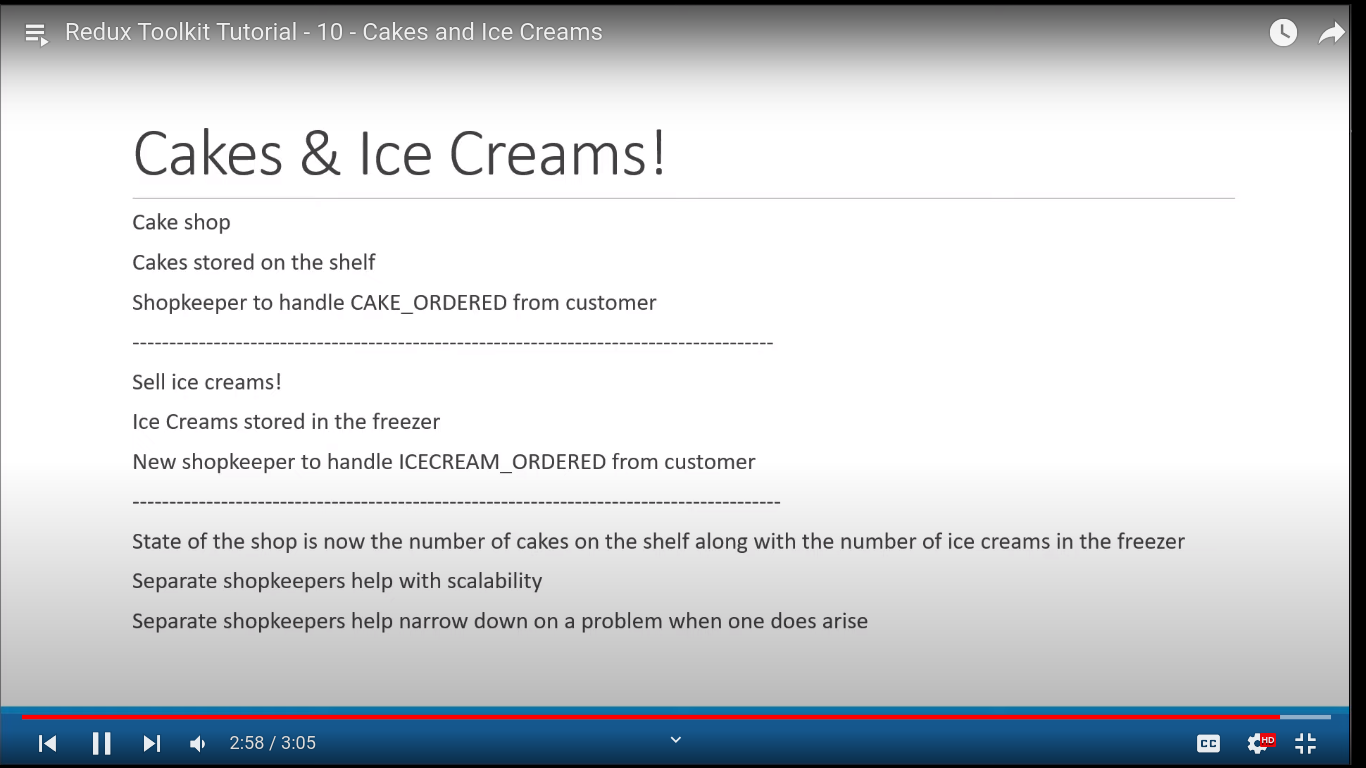 Redux Toolkit Tutorial - 10 - Cakes and Ice Creams
Cakes & Ice Creams!
Cake shop
Cakes stored on the shelf
Shopkeeper to handle CAKE_ORDERED from customer
--------------------------------------------------------------------------------------
Sell ice creams!
Ice Creams stored in the freezer
New shopkeeper to handle ICECREAM_ORDERED from customer
---------------------------------------------------------------------------------------
State of the shop is now the number of cakes on the shelf along with the number of ice creams in the freezer
Separate shopkeepers help with scalability
Separate shopkeepers help narrow down on a problem when one does arise
2:58 / 3:05
CC
HD